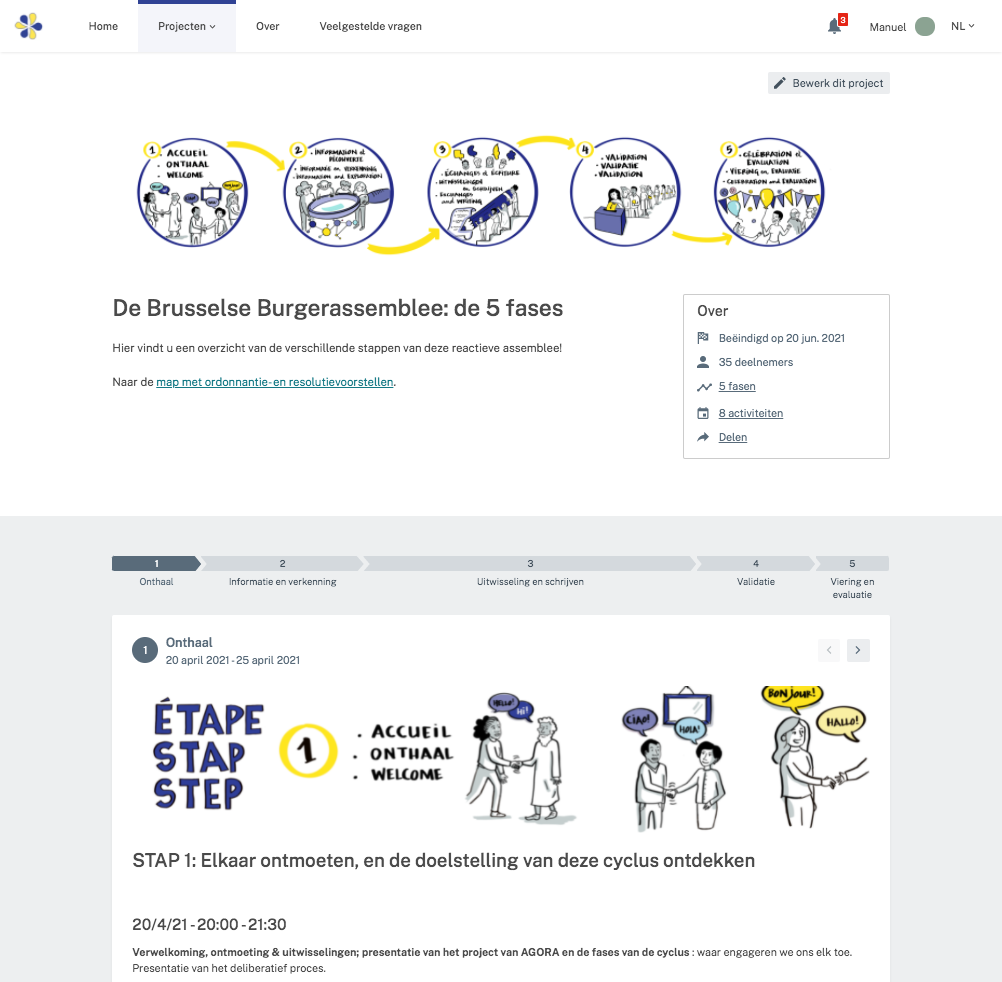 Home
Projecten
Over
Veelgestelde vragen
3
Manuel
NL
Bewerk dit project
1
ACCUEIL
ONTHAAL
WELCOME
2
• INFORMATION et
DÉCOUVERTE
• INFORMATIE en VERKENNING
• INFORMATION and EXPLORATION
3
• ÉCHANGES et ÉCRITURE
• UITWISSELINGEN
en SCHRIJVEN
• EXCHANGES
and WRITING
4
• VALIDATION
• VALIDATIE
• VALIDATION
5
• CÉLÉBRATION et
ÉVALUATION
• VIERING en EVALUATIE
• CELEBRATION and EVALUATION
De Brusselse Burgerassemblee: de 5 fases
Hier vindt u een overzicht van de verschillende stappen van deze reactieve assemblee!
Naar de map met ordonnantie- en resolutievoorstellen.
Over
Beëindigd op 20 jun. 2021
35 deelnemers
5 fasen
8 activiteiten
Delen
1
2
3
4
5
Onthaal
Informatie en verkenning
Uitwisseling en schrijven
Validatie
Viering en
evaluatie
1
Onthaal
20 april 2021 - 25 april 2021
ÉTAPE
STAP
STEP
1
• ACCUEIL
• ONTHAAL
• WELCOME
HELLO!
Hi!
CIAO!
HOLA!
BONJOUR!
HALLO!
STAP 1: Elkaar ontmoeten, en de doelstelling van deze cyclus ontdekken
20/4/21 - 20:00 - 21:30
Verwelkoming, ontmoeting & uitwisselingen; presentatie van het project van AGORA en de fases van de cyclus : waar engageren we ons elk toe.
Presentatie van het deliberatief proces.